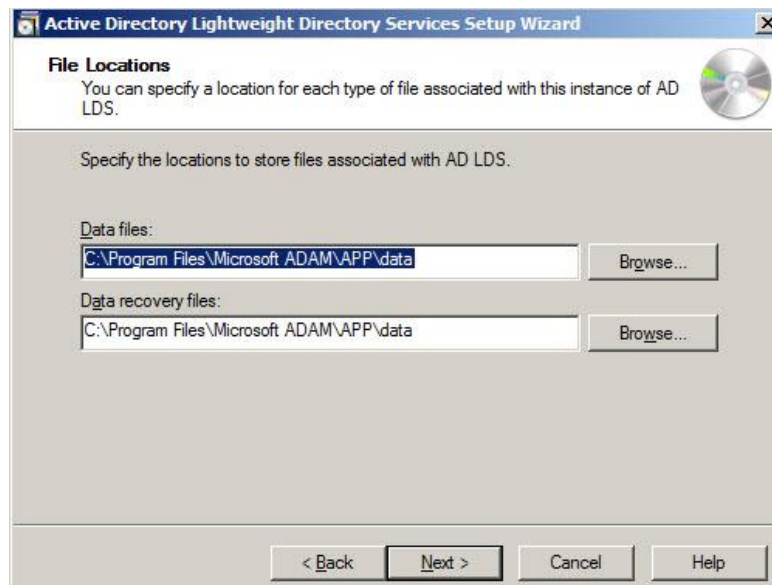 Active Directory Lightweight Directory Services Setup Wizard
File Locations
You can specify a location for each type of file associated with this instance of AD
LDS.
Specify the locations to store files associated with AD LDS.
Data files:
C:\Program Files\Microsoft ADAM\APP\data
Browse...
Data recovery files:
C:\Program Files\Microsoft ADAM\APP\data
Browse...
< Back
Next >
Cancel
Help